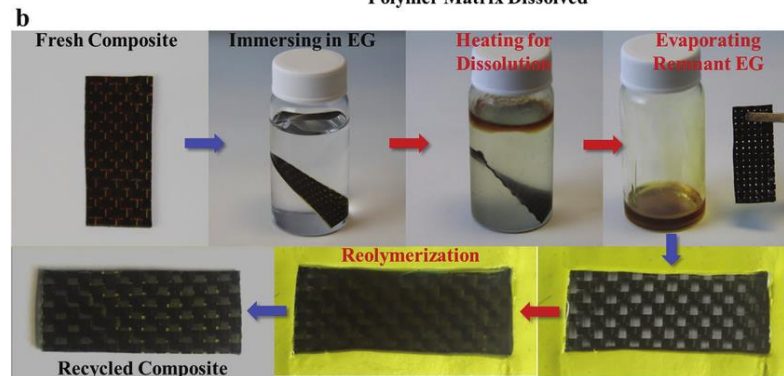 Polymer Matrix Dissolved
b
Fresh Composite
Immersing in EG
Heating for
Dissolution
Evaporating
Remnant EG
Reolymerization
Recycled Composite